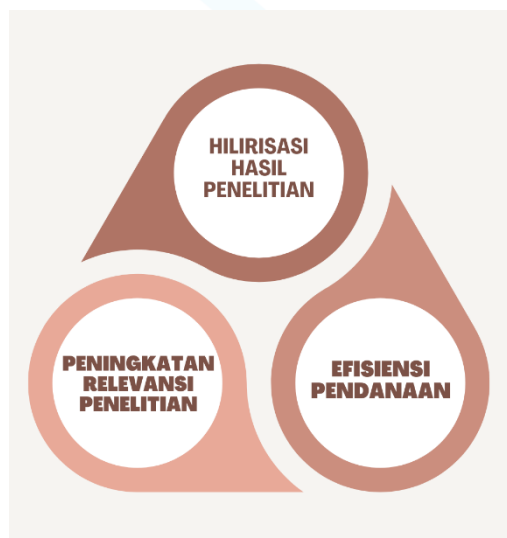 HILIRISASI
HASIL
PENELITIAN
PENINGKATAN
RELEVANSI
PENELITIAN
EFISIENSI
PENDANAAN